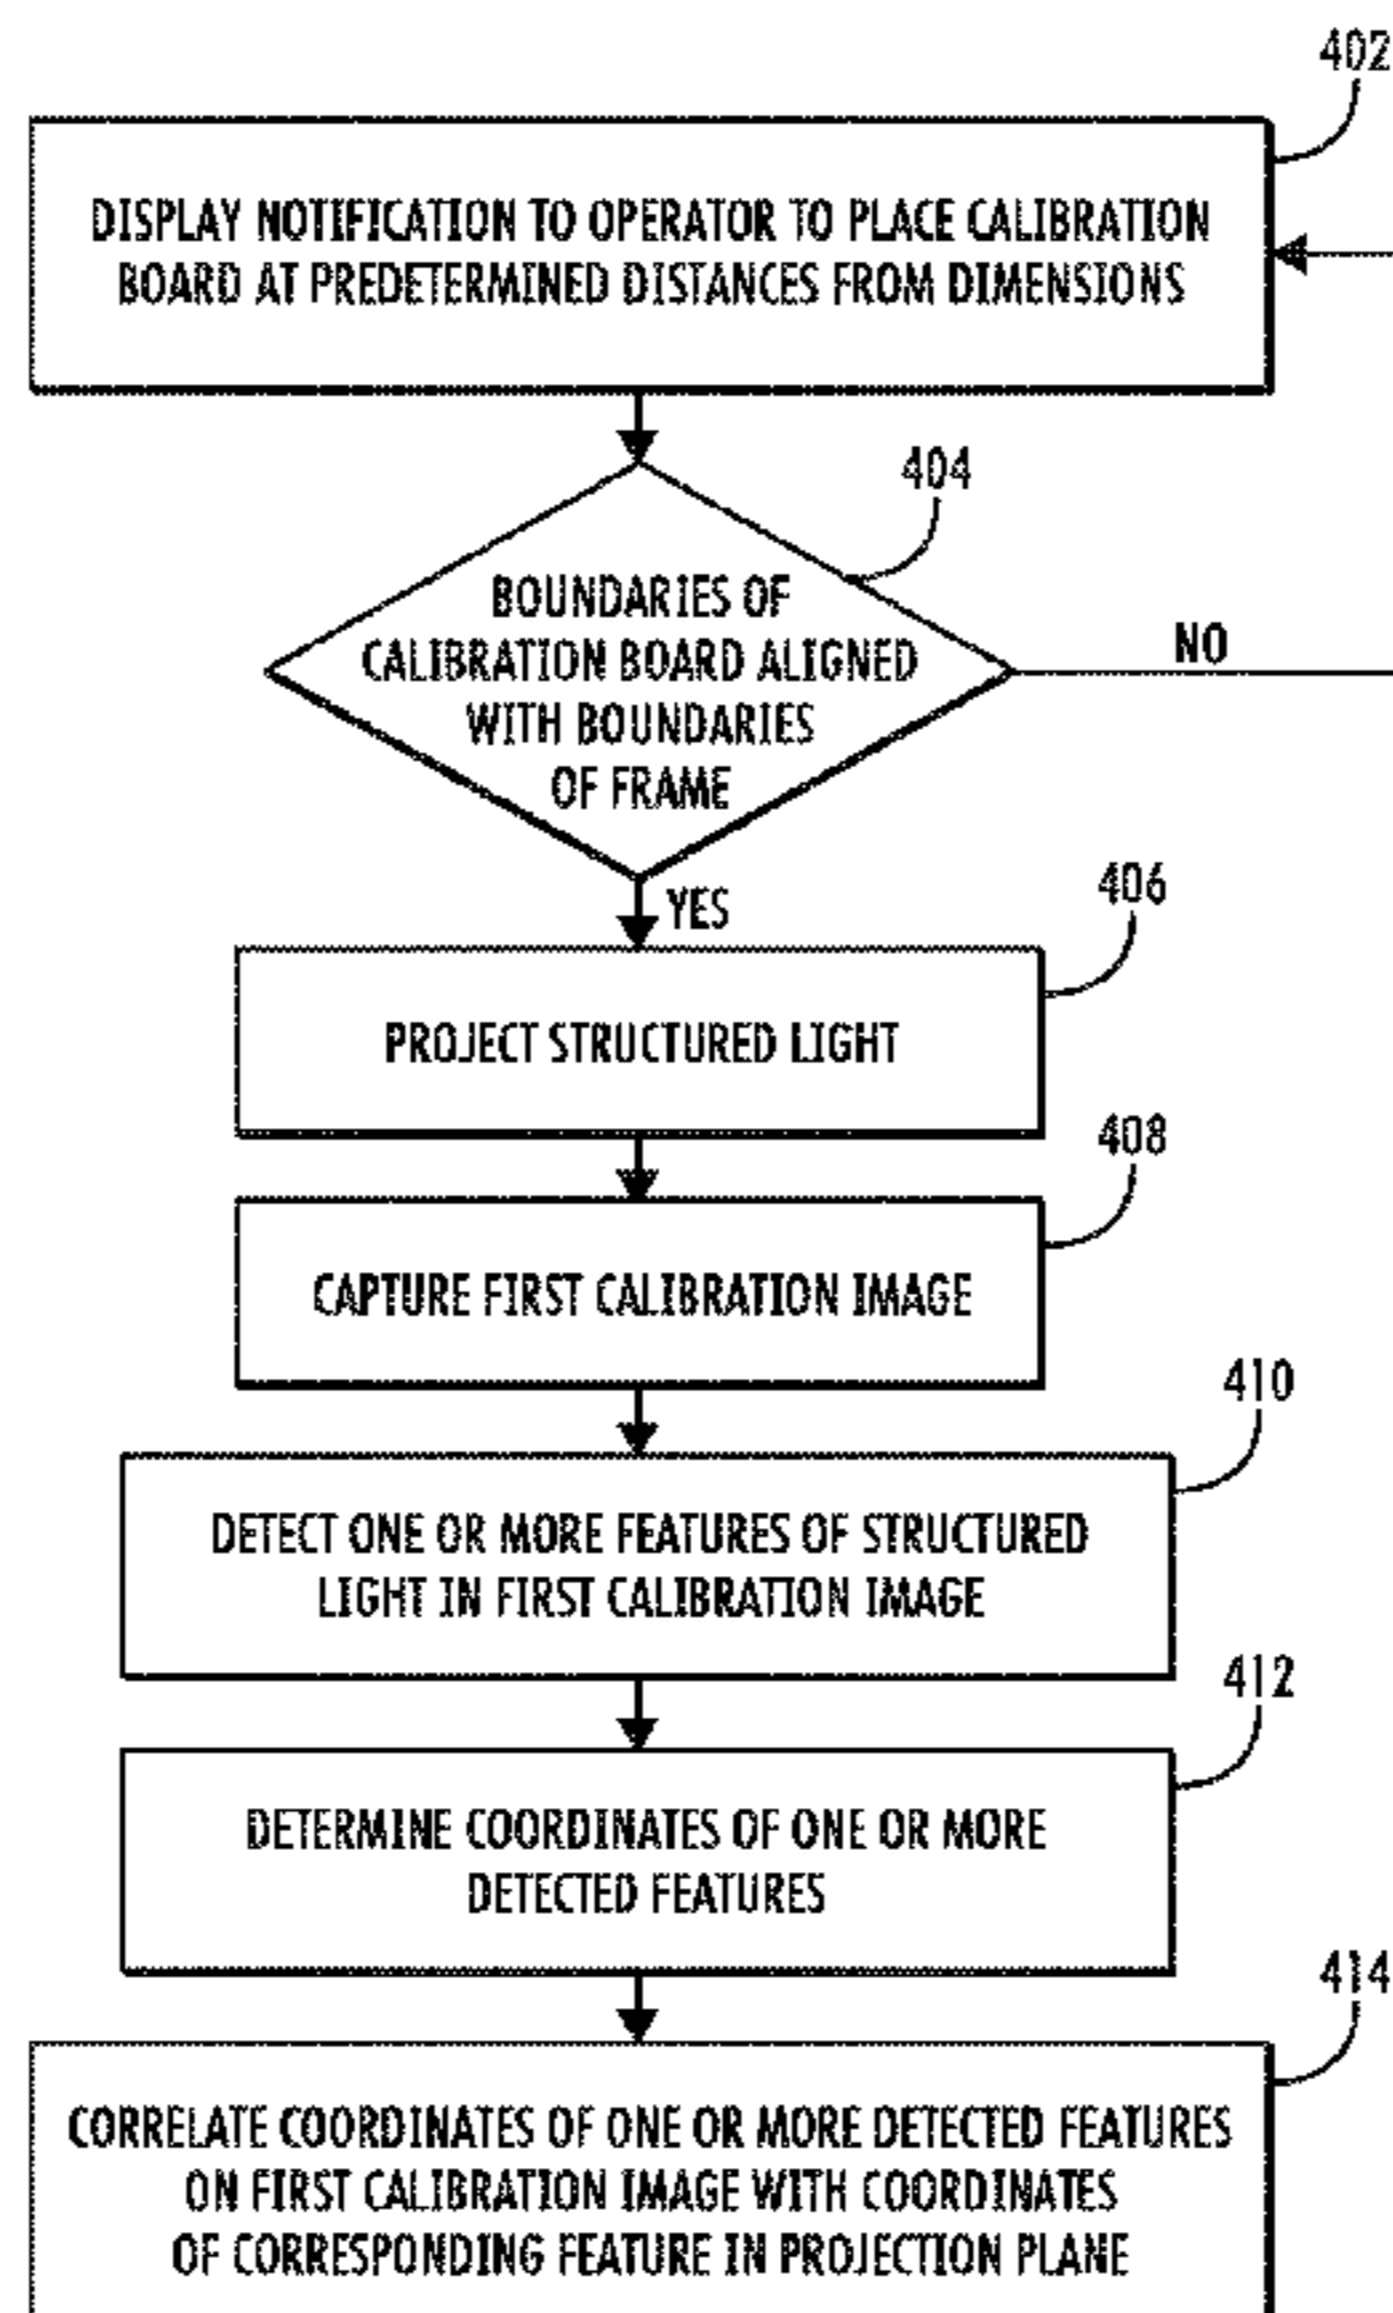 402
DISPLAY NOTIFICATION TO OPERATOR TO PLACE CALIBRATION
BOARD AT PREDETERMINED DISTANCES FROM DIMENSIONS
404
BOUNDARIES OF
CALIBRATION BOARD ALIGNED
WITH BOUNDARIES
OF FRAME
NO
YES
406
PROJECT STRUCTURED LIGHT
408
CAPTURE FIRST CALIBRATION IMAGE
410
DETECT ONE OR MORE FEATURES OF STRUCTURED
LIGHT IN FIRST CALIBRATION IMAGE
412
DETERMINE COORDINATES OF ONE OR MORE
DETECTED FEATURES
414
CORRELATE COORDINATES OF ONE OR MORE DETECTED FEATURES
ON FIRST CALIBRATION IMAGE WITH COORDINATES
OF CORRESPONDING FEATURE IN PROJECTION PLANE